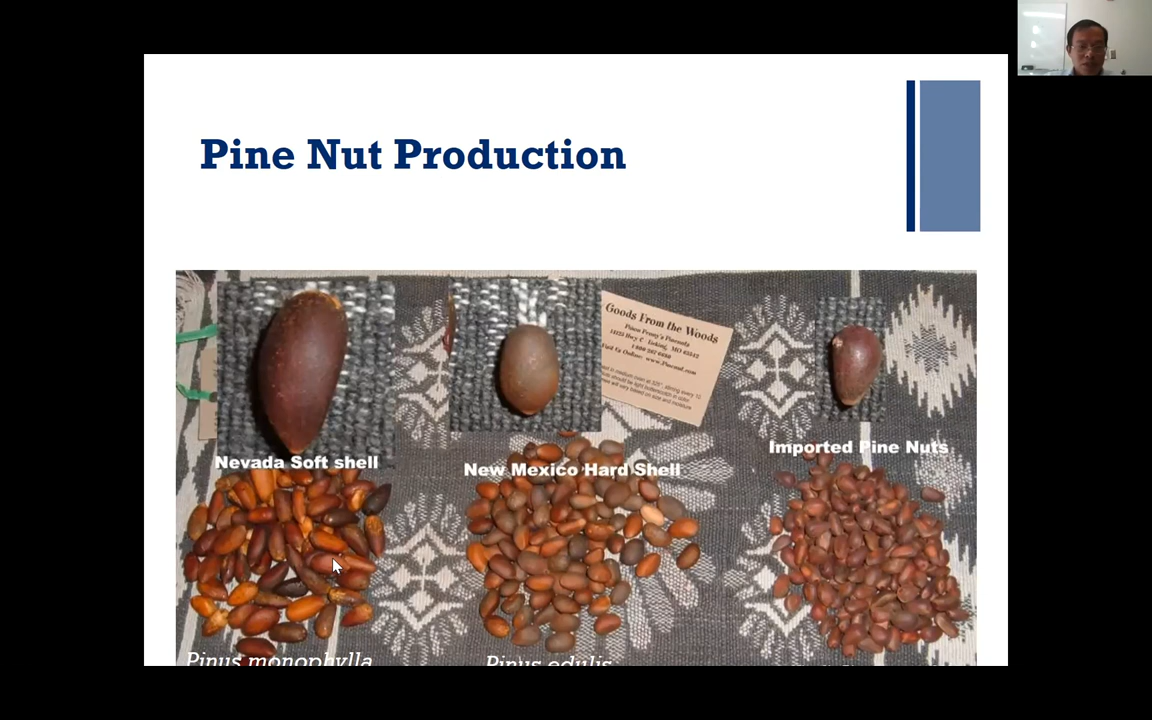 Pine Nut Production
Goods From the Woods
Nevada Soft shell
New Mexico Hard Shell
Imported Pine Nuts
Pinus monophylla
Pinus edulis